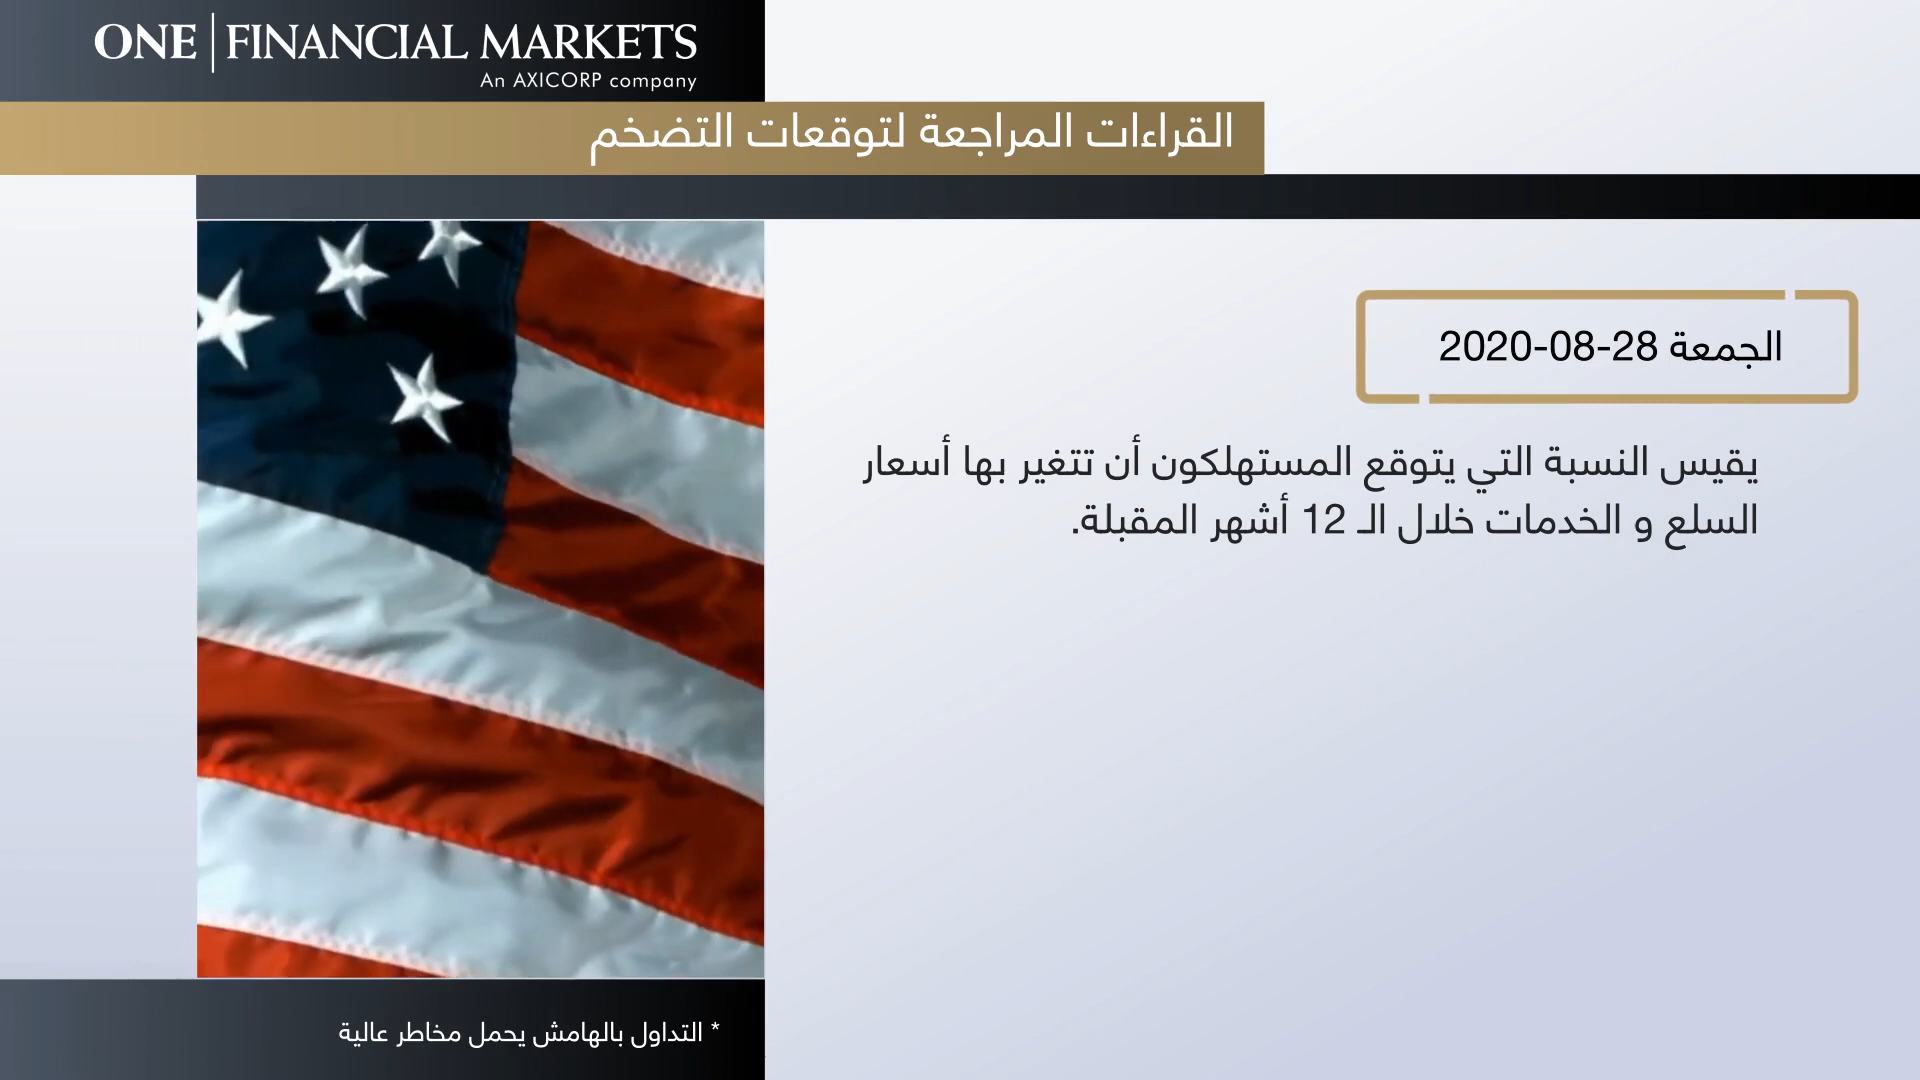 ONE | FINANCIAL MARKETS
An AXICORP company
القراءات المراجعة لتوقعات التضخم
الجمعة 28-08-2020
يقيس النسبة التي يتوقع المستهلكون أن تتغير بها أسعار
السلع و الخدمات خلال الـ 12 أشهر المقبلة.
* التداول بالهامش يحمل مخاطر عالية